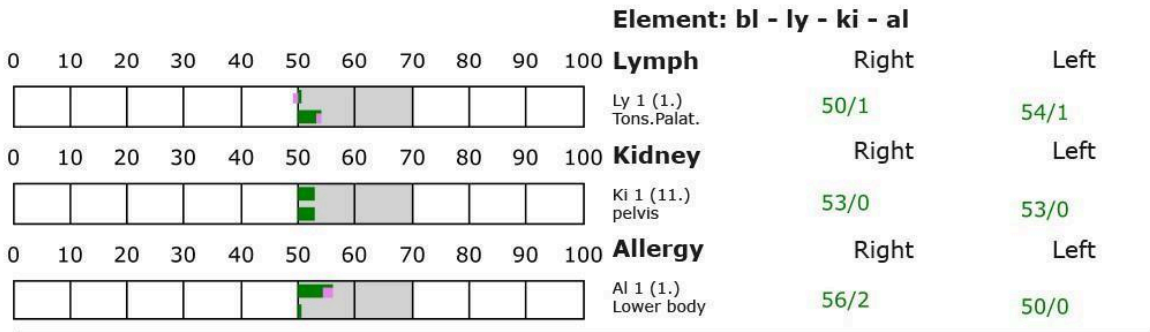 Element: bl - ly - ki - al
0 10 20 30 40 50 60 70 80 90 100 Lymph Right Left
Ly 1 (1.) 50/1 54/1
Tons.Palat.
0 10 20 30 40 50 60 70 80 90 100 Kidney Right Left
Ki 1 (11.) 53/0 53/0
pelvis
0 10 20 30 40 50 60 70 80 90 100 Allergy Right Left
Al 1 (1.) 56/2 50/0
Lower body